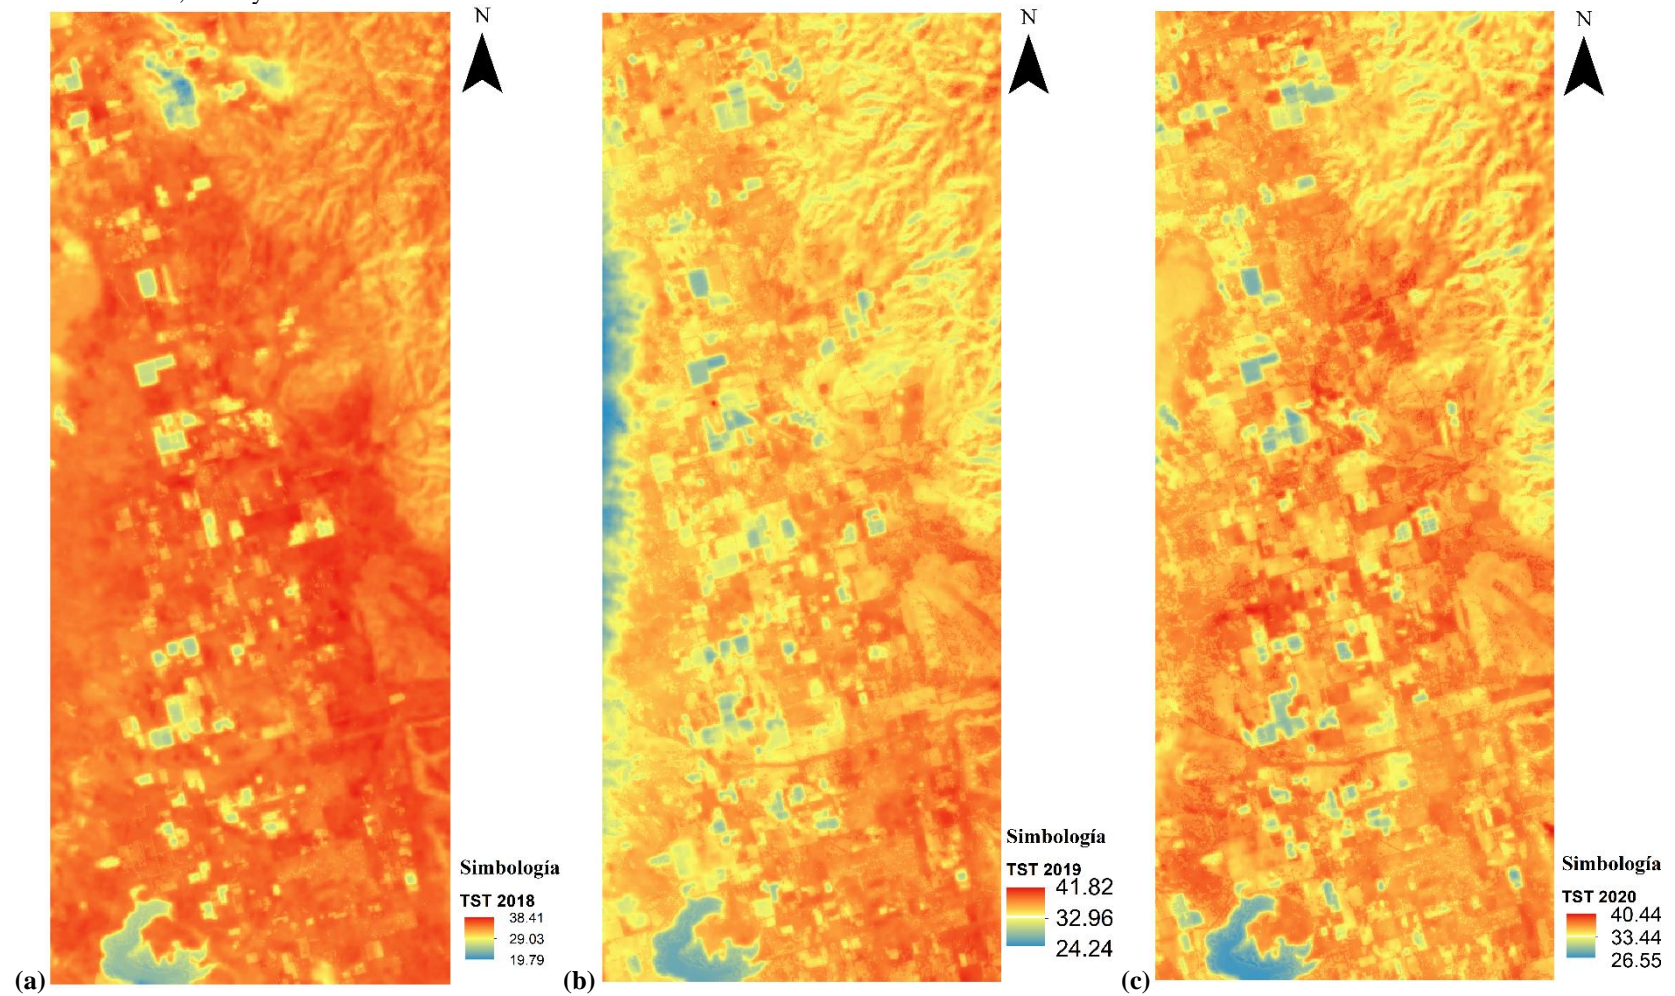 N
Simbología
TST 2018
38.41
29.03
19.79
(a)
N
Simbología
TST 2019
41.82
32.96
24.24
(b)
N
Simbología
TST 2020
40.44
33.44
26.55
(c)